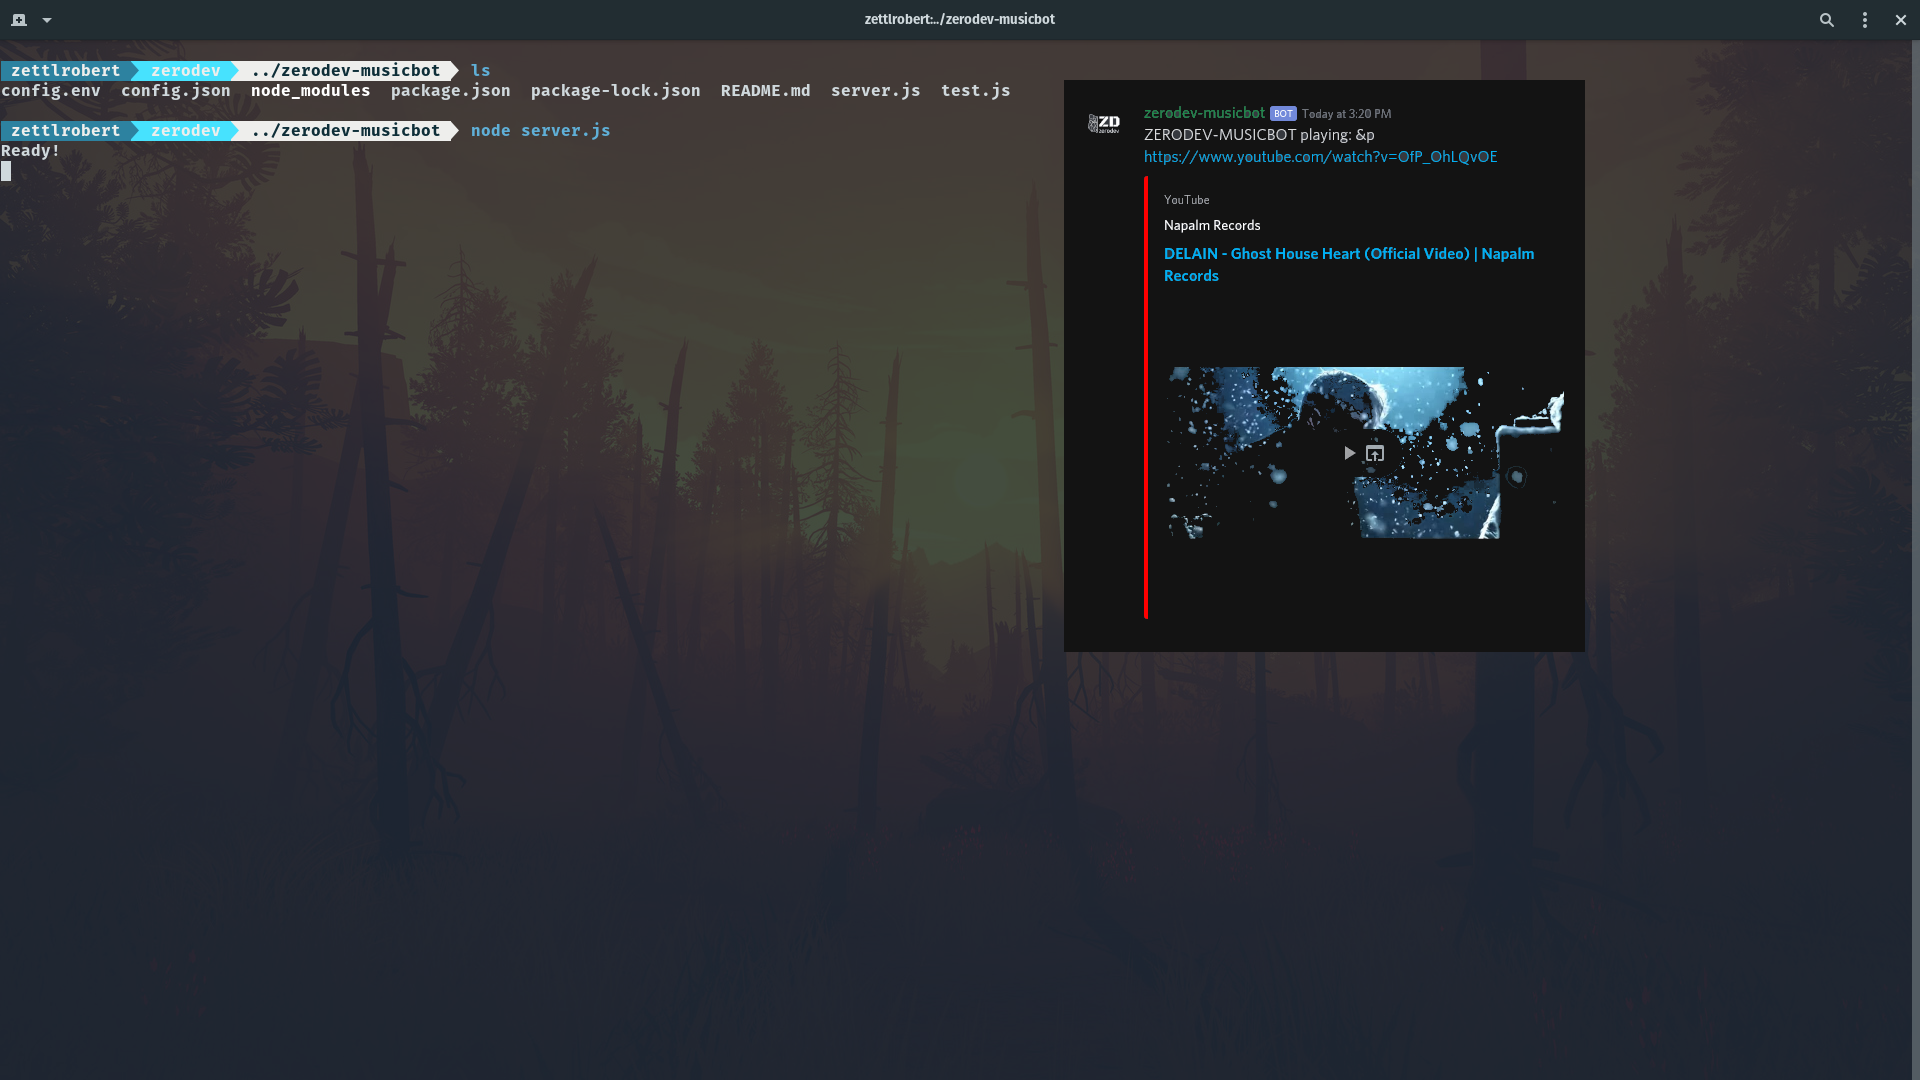 zettlrobert:../zerodev-musicbot
zettlrobert zerodev ../zerodev-musicbot ls
config.env config.json node_modules package.json package-lock.json README.md server.js test.js
zettlrobert zerodev ../zerodev-musicbot node server.js
Ready!
ZD
zerodev
zerodev-musicbot BOT Today at 3:20 PM
ZERODEV-MUSICBOT playing: &p
https://www.youtube.com/watch?v=OfP_OhLQvOE
YouTube
Napalm Records
DELAIN - Ghost House Heart (Official Video) | Napalm
Records